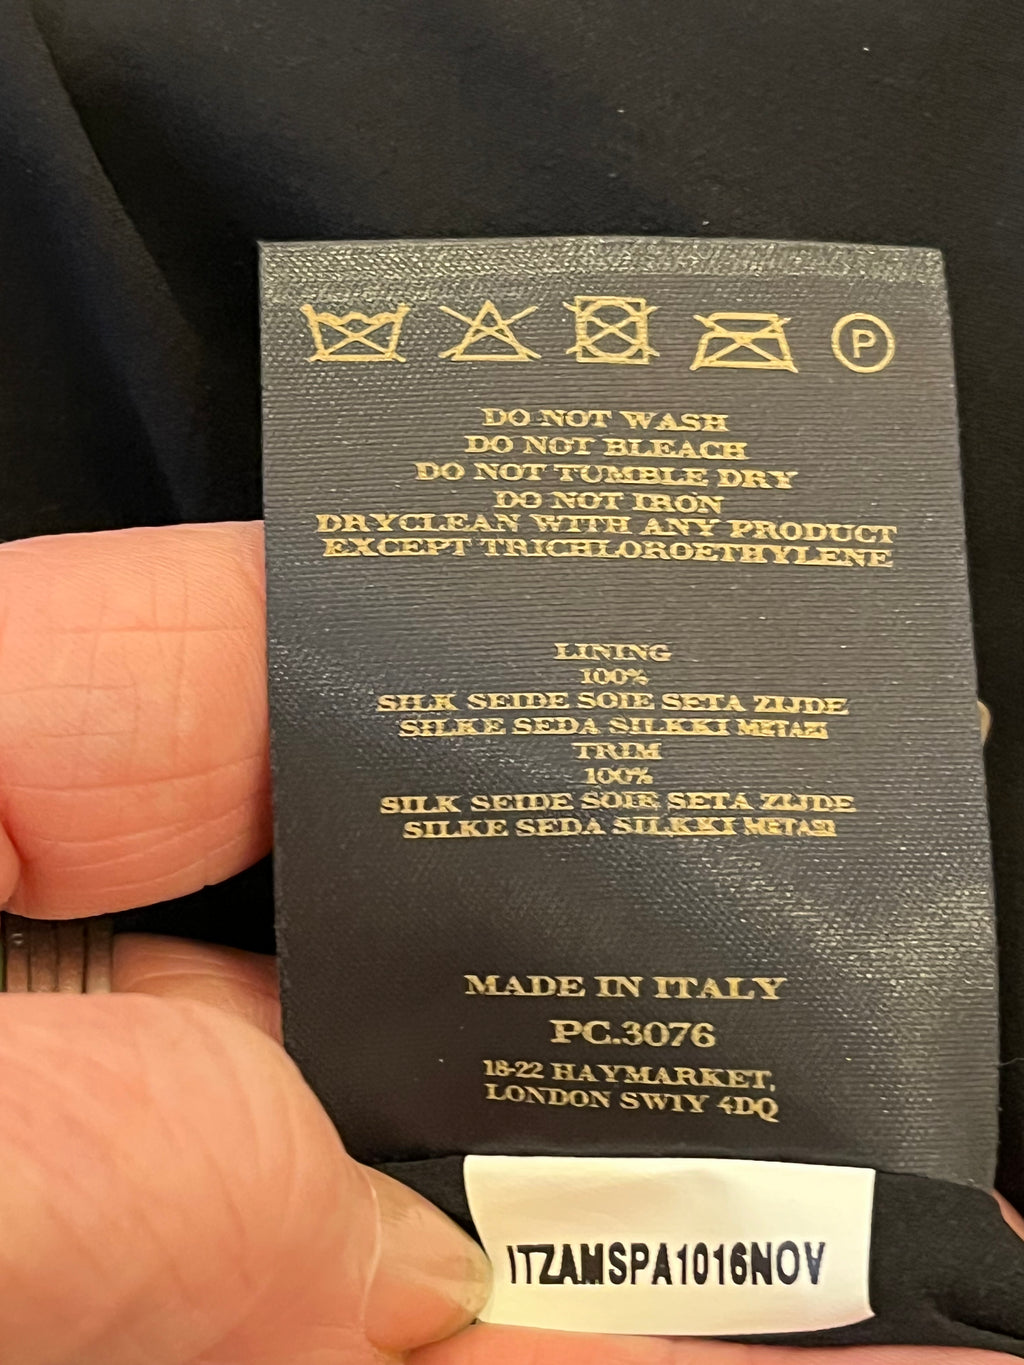 P
DO NOT WASH
DO NOT BLEACH
DO NOT TUMBLE DRY
DO NOT IRON
DRYCLEAN WITH ANY PRODUCT
EXCEPT TRICHLOROETHYLENE
LINING
100%
SILK SEIDE SOIE SETA ZIJDE
SILKE SEDA SILKKI ΜΕΤΑΞΙ
TRIM
100%
SILK SEIDE SOIE SETA ZIJDE
SILKE SEDA SILKKI ΜΕΤΑΞΙ
MADE IN ITALY
PC.3076
18-22 HAYMARKET,
LONDON SW1Y 4DQ
ITZAMSPA1016NOV